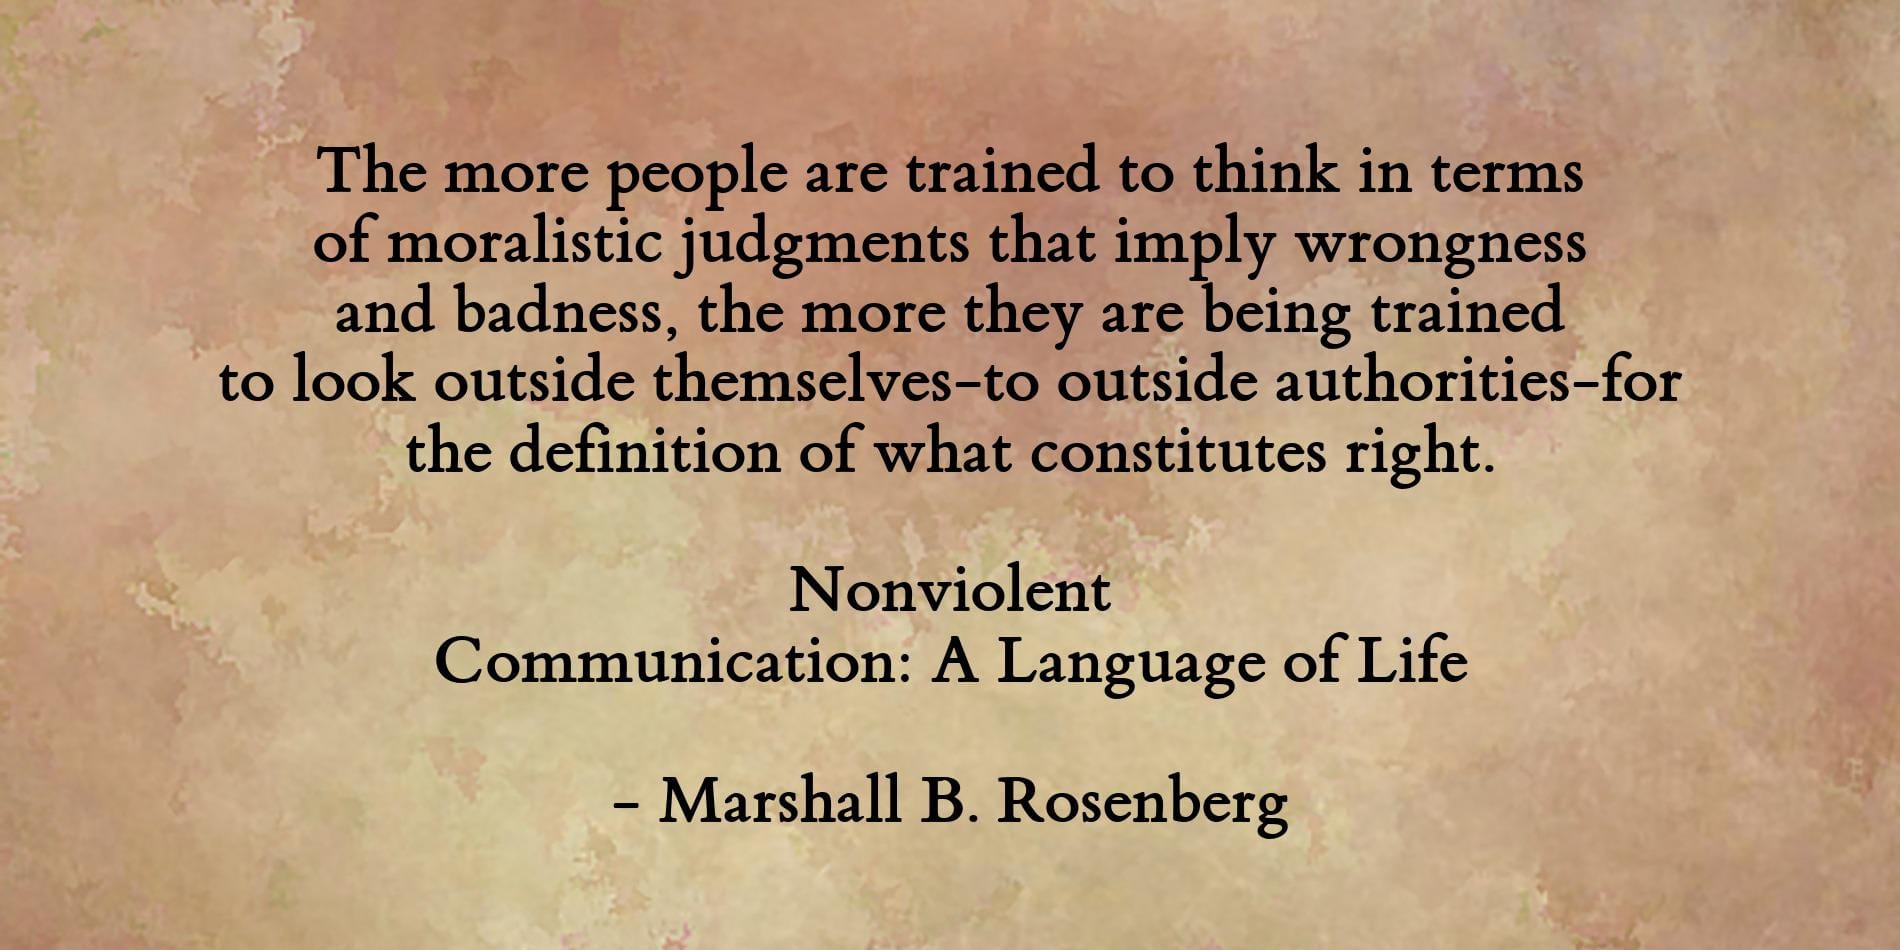 The more people are trained to think in terms
of moralistic judgments that imply wrongness
and badness, the more they are being trained
to look outside themselves–to outside authorities–for
the definition of what constitutes right.
Nonviolent
Communication: A Language of Life
– Marshall B. Rosenberg